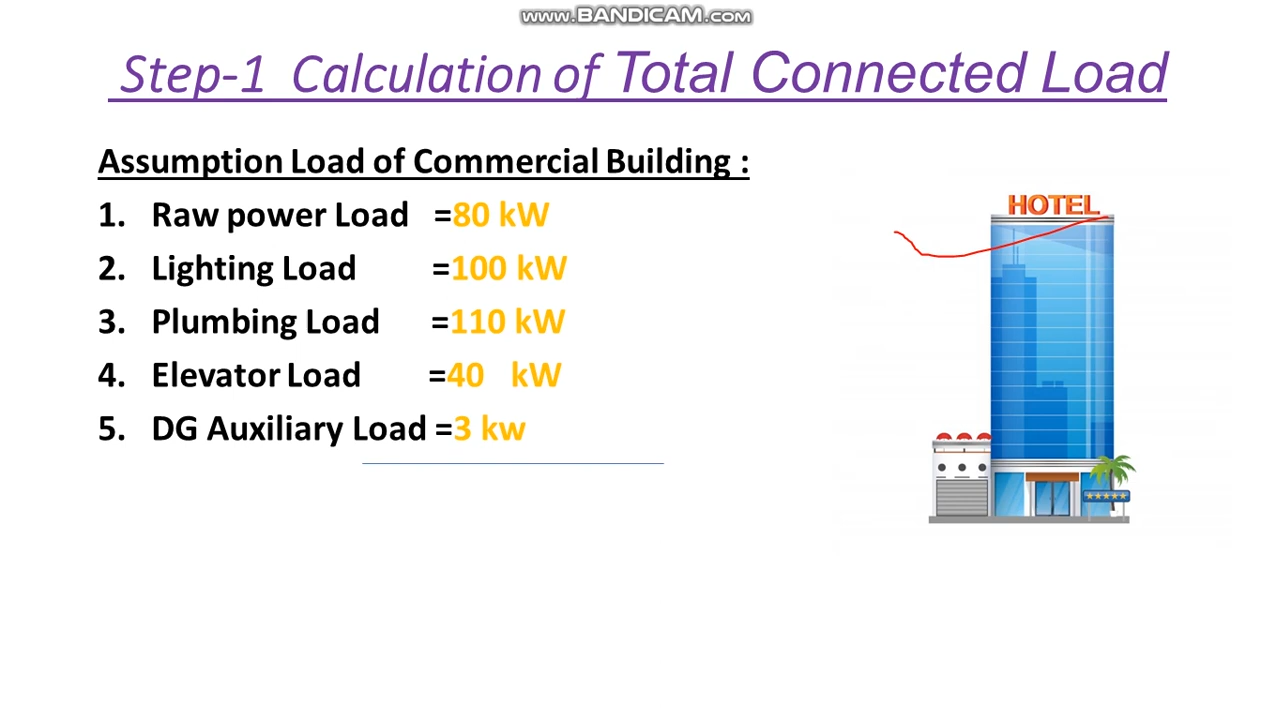 www.BANDICAM.com
Step-1 Calculation of Total Connected Load
Assumption Load of Commercial Building :
1. Raw power Load =80 kW
2. Lighting Load =100 kW
3. Plumbing Load =110 kW
4. Elevator Load =40 kW
5. DG Auxiliary Load =3 kw
HOTEL